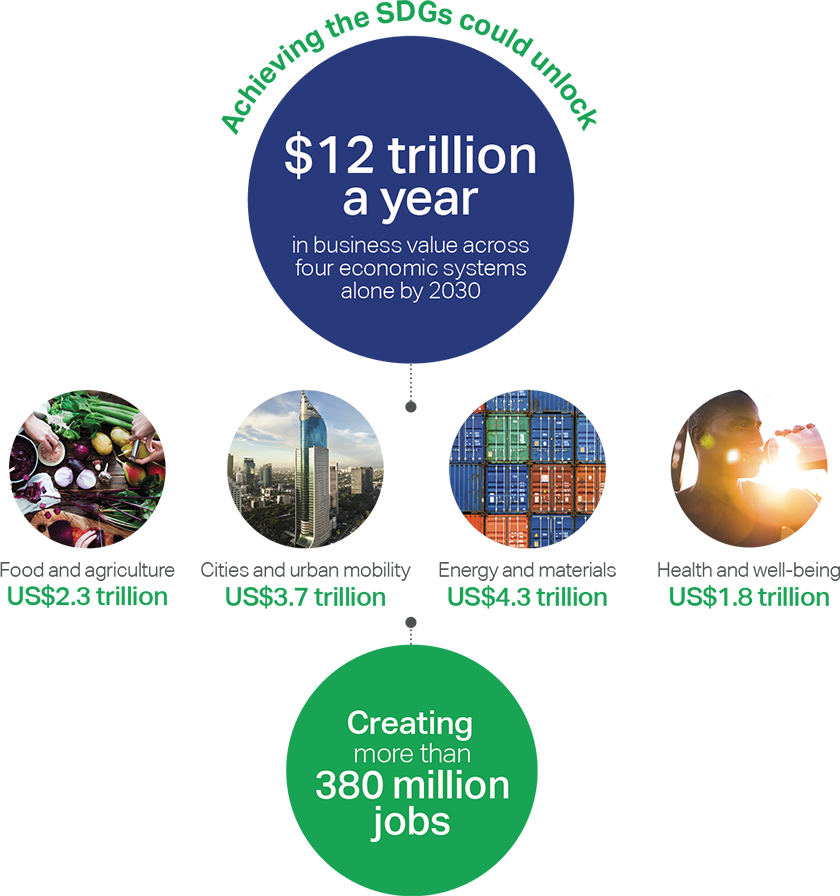 Achieving the SDGs could unlock
$12 trillion
a year
in business value across
four economic systems
alone by 2030
Food and agriculture
US$2.3 trillion
Cities and urban mobility
US$3.7 trillion
Energy and materials
US$4.3 trillion
Health and well-being
US$1.8 trillion
Creating
more than
380 million
jobs